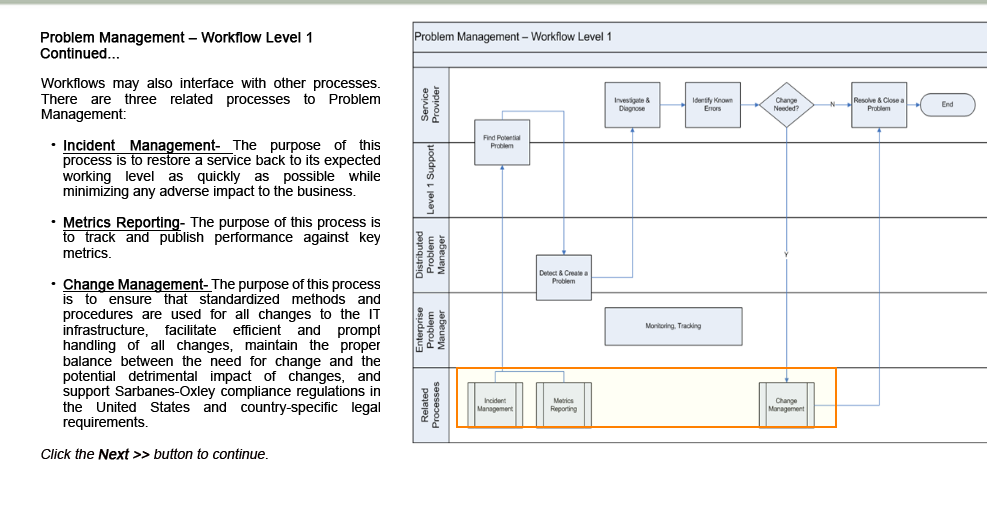 Problem Management – Workflow Level 1
Continued...
Workflows may also interface with other processes.
There are three related processes to Problem
Management:
• Incident Management- The purpose of this
process is to restore a service back to its expected
working level as quickly as possible while
minimizing any adverse impact to the business.
• Metrics Reporting- The purpose of this process is
to track and publish performance against key
metrics.
• Change Management- The purpose of this process
is to ensure that standardized methods and
procedures are used for all changes to the IT
infrastructure, facilitate efficient and prompt
handling of all changes, maintain the proper
balance between the need for change and the
potential detrimental impact of changes, and
support Sarbanes-Oxley compliance regulations in
the United States and country-specific legal
requirements.
Click the Next >> button to continue.
Problem Management – Workflow Level 1
Service
Provider
Investigate &
Diagnose
Identify Known
Errors
Change
Needed?
N
Resolve & Close a
Problem
End
Find Potential
Problem
Level 1 Support
Distributed
Problem
Manager
Detect & Create a
Problem
Y
Enterprise
Problem
Manager
Monitoring, Tracking
Related
Processes
Incident
Management
Metrics
Reporting
Change
Management